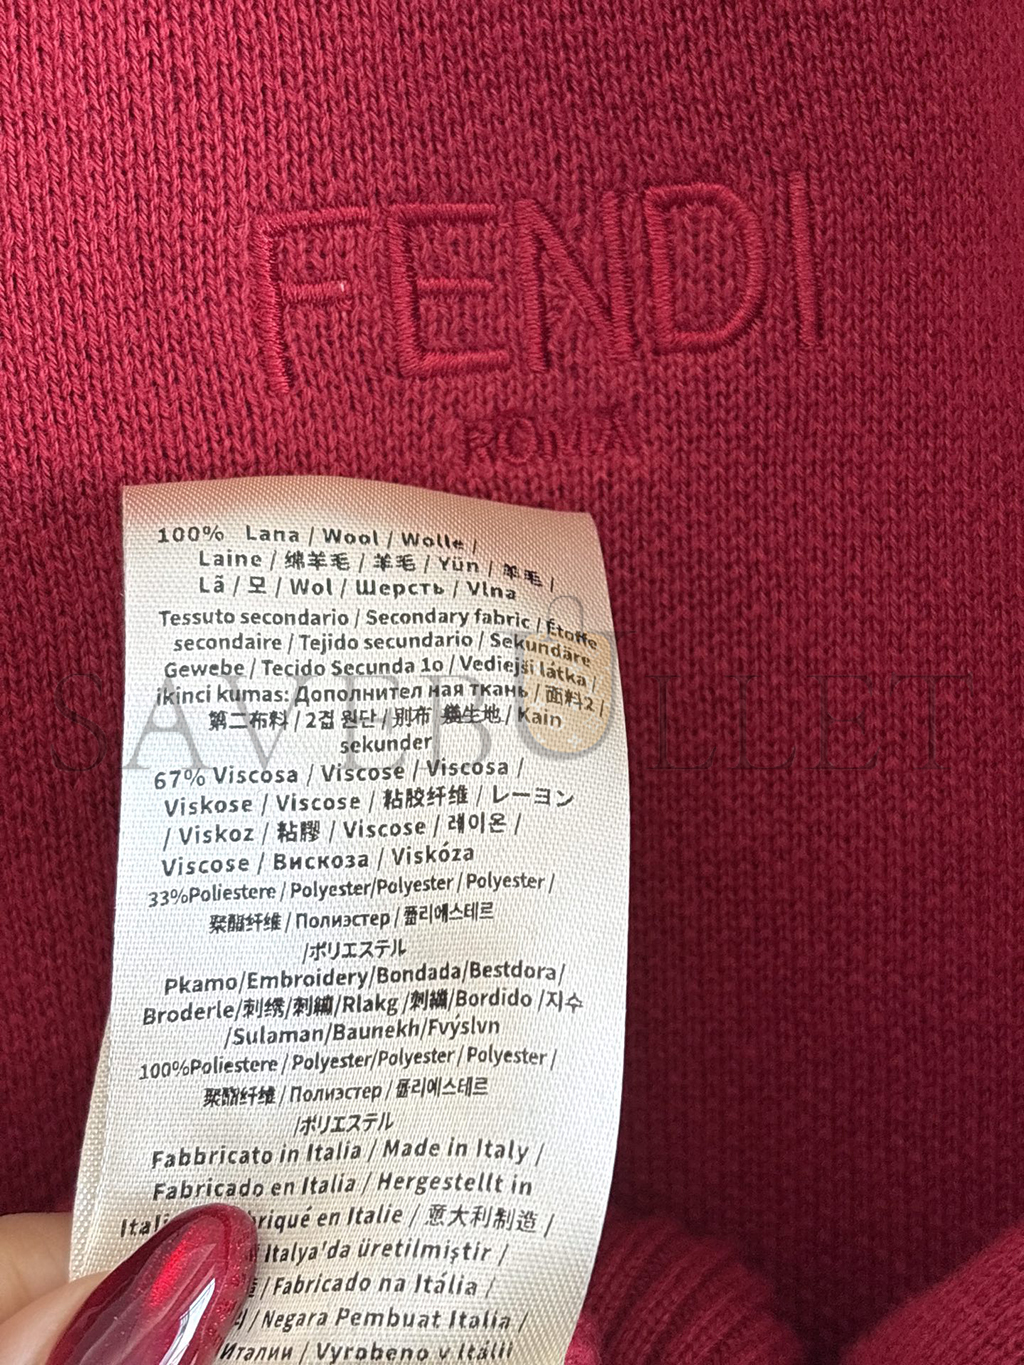 FENDI
ROMA
100% Lana / Wool / Wolle /
Laine / 绵羊毛 / 羊毛 / Yün / 羊毛 /
Lã / 모 / Wol / Шерсть / Vlna
Tessuto secondario / Secondary fabric / Étoffe
secondaire / Tejido secundario / Sekundäre
Gewebe / Tecido Secunda 1o / Vediejsi látka /
ikinci kumas: Дополнител ная ткань / 面料2 /
第二布料 / 2겹 원단 / 别布 生地 / Kain
sekunder
SAVEBULLET
67% Viscosa / Viscose / Viscosa /
Viskose / Viscose / 粘胶纤维 / レーヨン
/ Viskoz / 粘膠 / Viscose / 레이온 /
Viscose / Вискоза / Viskóza
33%Poliestere / Polyester/Polyester / Polyester /
聚酯纤维 / Полиэстер / 폴리에스테르
/ポリエステル
Pkamo/Embroidery/Bondada/Bestdora/
Broderle/刺绣/刺繍/Rlakg /刺繍/Bordido /지수
/Sulaman/Baunekh/Fvýslvn
100%Poliestere / Polyester/Polyester / Polyester /
聚酯纤维 / Полиэстер / 폴리에스테르
/ポリエステル
Fabbricato in Italia / Made in Italy /
Fabricado en Italia / Hergestellt in
Itali riqué en Italie / 意大利制造 /
Italya'da üretilmiştir /
/ Fabricado na Itália /
/ Negara Pembuat Italia /
Италии / Vyrobeno v Itálii